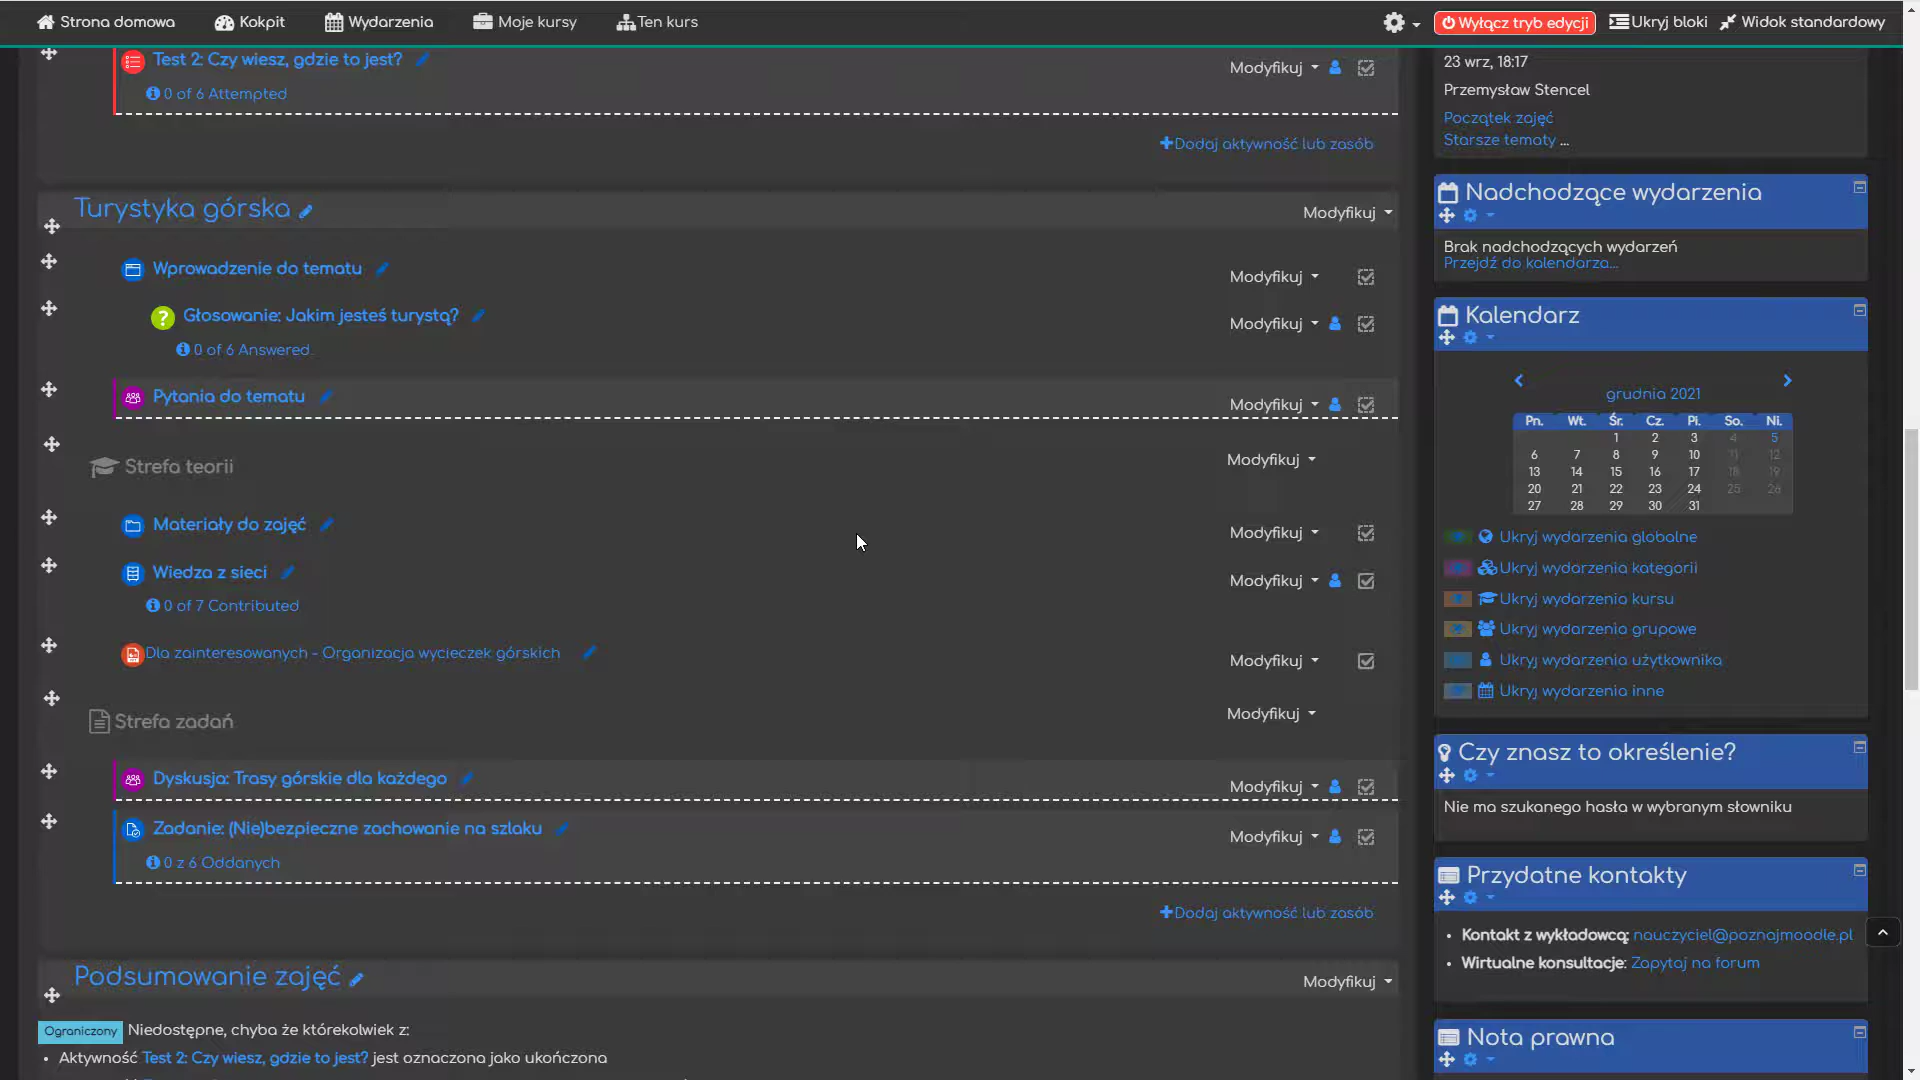 Strona domowa Kokpit Wydarzenia Moje kursy Ten kurs Wyłącz tryb edycji Ukryj bloki Widok standardowy
Test 2: Czy wiesz, gdzie to jest? Modyfikuj
0 of 6 Attempted
Dodaj aktywność lub zasób
Turystyka górska Modyfikuj
Wprowadzenie do tematu Modyfikuj
Głosowanie: Jakim jesteś turystą? Modyfikuj
0 of 6 Answered.
Pytania do tematu Modyfikuj
Strefa teorii Modyfikuj
Materiały do zajęć Modyfikuj
Wiedza z sieci Modyfikuj
0 of 7 Contributed
Dla zainteresowanych - Organizacja wycieczek górskich Modyfikuj
Strefa zadań Modyfikuj
Dyskusja: Trasy górskie dla każdego Modyfikuj
Zadanie: (Nie)bezpieczne zachowanie na szlaku Modyfikuj
0 z 6 Oddanych
Dodaj aktywność lub zasób
Podsumowanie zajęć Modyfikuj
Ograniczony Niedostępne, chyba że którekolwiek z:
• Aktywność Test 2: Czy wiesz, gdzie to jest? jest oznaczona jako ukończona
23 wrz, 18:17
Przemysław Stencel
Początek zajęć
Starsze tematy ...
Nadchodzące wydarzenia
Brak nadchodzących wydarzeń
Przejdź do kalendarza...
Kalendarz
grudnia 2021
Pn. Wt. Śr. Cz. Pi. So. Ni.
1 2 3 4 5
6 7 8 9 10 11 12
13 14 15 16 17 18 19
20 21 22 23 24 25 26
27 28 29 30 31
Ukryj wydarzenia globalne
Ukryj wydarzenia kategorii
Ukryj wydarzenia kursu
Ukryj wydarzenia grupowe
Ukryj wydarzenia użytkownika
Ukryj wydarzenia inne
Czy znasz to określenie?
Nie ma szukanego hasła w wybranym słowniku
Przydatne kontakty
• Kontakt z wykładowcą: nauczyciel@poznajmoodle.pl
• Wirtualne konsultacje: Zapytaj na forum
Nota prawna